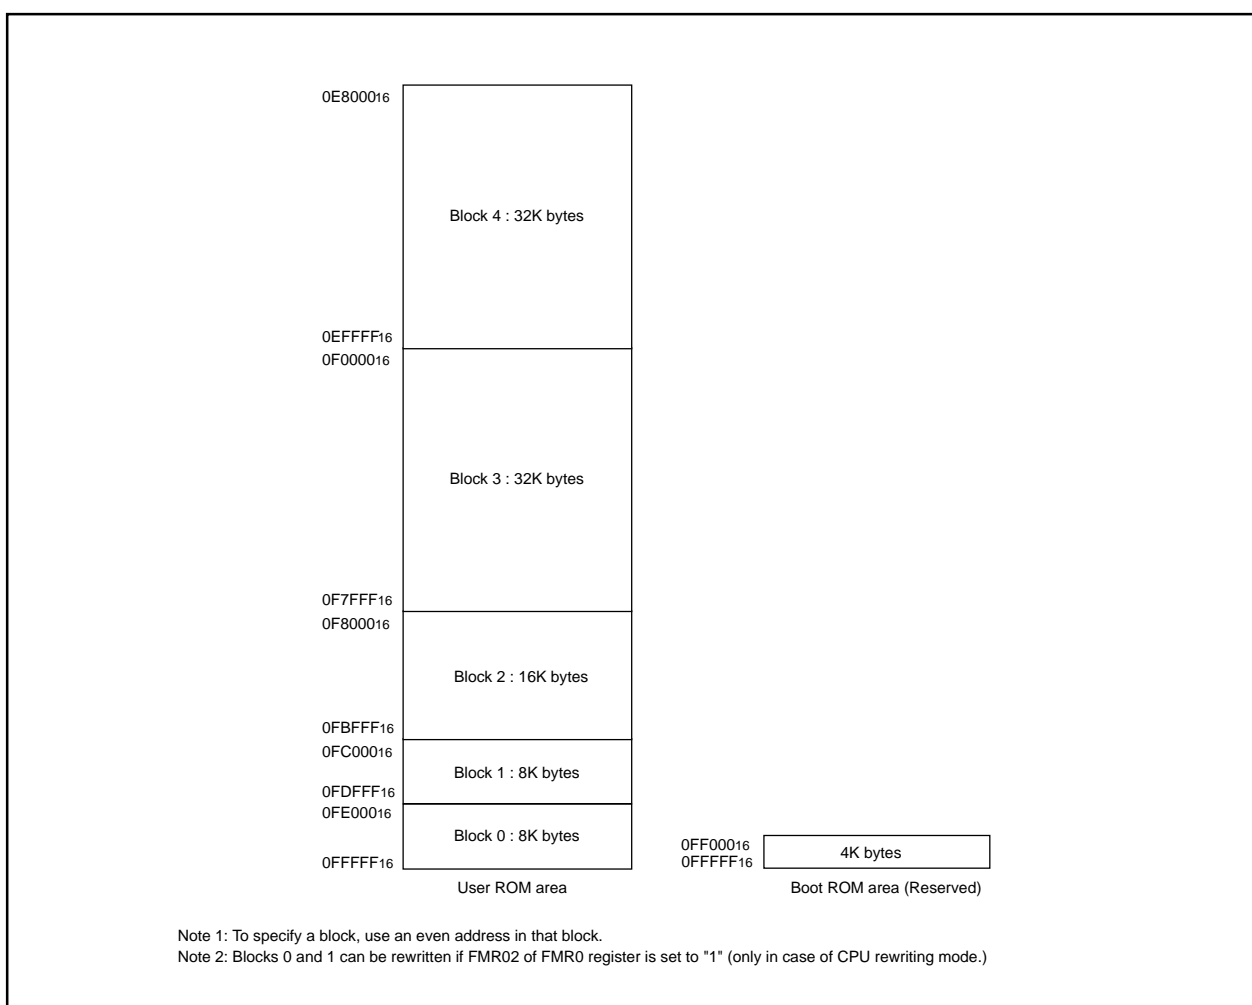 0E800016
Block 4 : 32K bytes
0EFFFF16
0F000016
Block 3 : 32K bytes
0F7FFF16
0F800016
Block 2 : 16K bytes
0FBFFF16
0FC00016
Block 1 : 8K bytes
0FDFFF16
0FE00016
Block 0 : 8K bytes
0FFFFF16
User ROM area
0FF00016
0FFFFF16
4K bytes
Boot ROM area (Reserved)
Note 1: To specify a block, use an even address in that block.
Note 2: Blocks 0 and 1 can be rewritten if FMR02 of FMR0 register is set to "1" (only in case of CPU rewriting mode.)